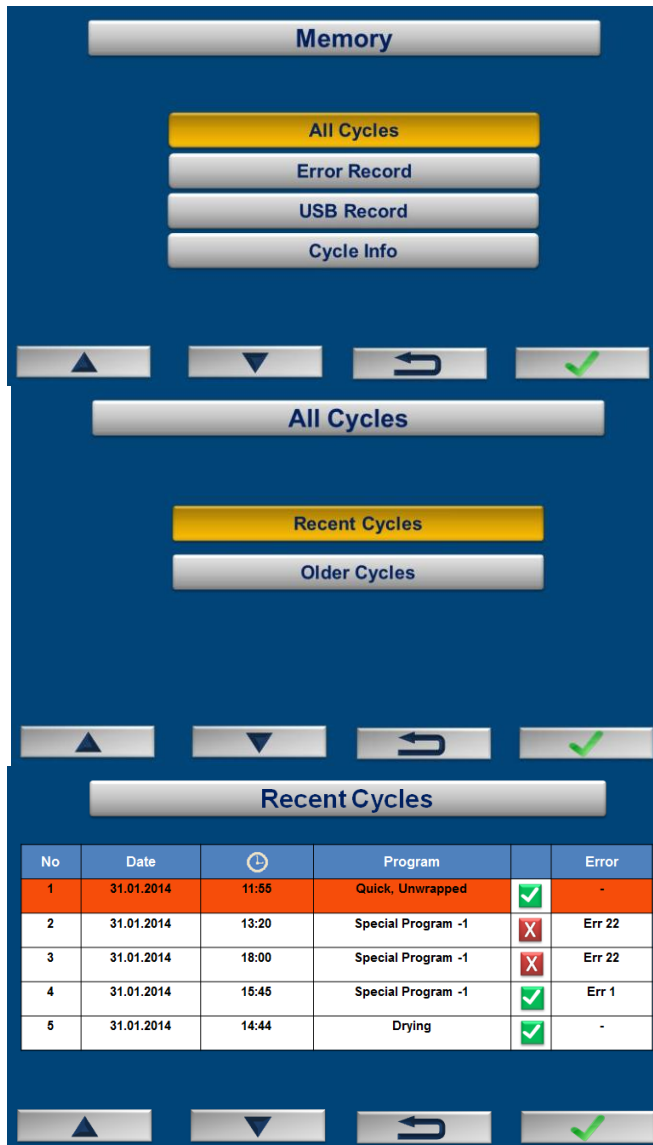 Memory
All Cycles
Error Record
USB Record
Cycle Info
All Cycles
Recent Cycles
Older Cycles
Recent Cycles
No Date Program Error
1 31.01.2014 11:55 Quick, Unwrapped -
2 31.01.2014 13:20 Special Program -1 X Err 22
3 31.01.2014 18:00 Special Program -1 X Err 22
4 31.01.2014 15:45 Special Program -1 Err 1
5 31.01.2014 14:44 Drying -